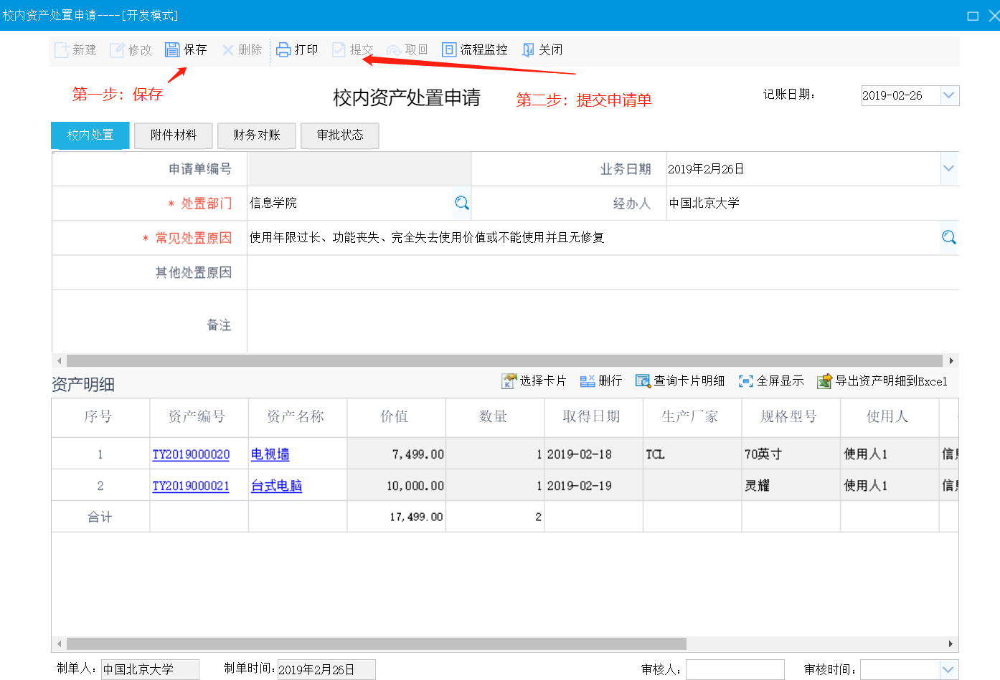 校内资产处置申请----[开发模式]
新建 修改 保存 删除 打印 提交 取回 流程监控 关闭
第一步：保存
校内资产处置申请
第二步：提交申请单
记账日期： 2019-02-26
校内处置 附件材料 财务对账 审批状态
申请单编号 业务日期 2019年2月26日
* 处置部门 信息学院 经办人 中国北京大学
* 常见处置原因 使用年限过长、功能丧失、完全失去使用价值或不能使用并且无修复
其他处置原因
备注
资产明细 选择卡片 删行 查询卡片明细 全屏显示 导出资产明细到Excel
序号 资产编号 资产名称 价值 数量 取得日期 生产厂家 规格型号 使用人
1 TY2019000020 电视墙 7,499.00 1 2019-02-18 TCL 70英寸 使用人1 信
2 TY2019000021 台式电脑 10,000.00 1 2019-02-19 灵耀 使用人1 信
合计 17,499.00 2
制单人： 中国北京大学 制单时间： 2019年2月26日 审核人： 审核时间：